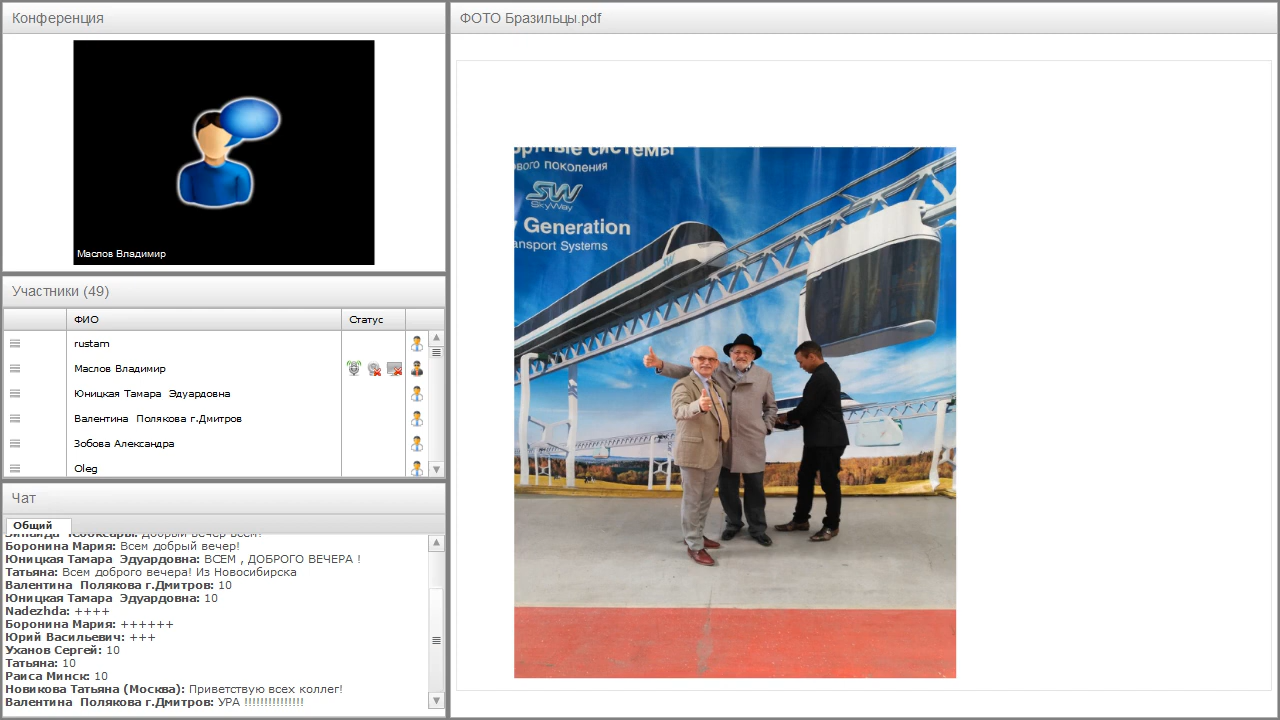 Конференция
Маслов Владимир
Участники (49)
ФИО
Статус
rustam
Маслов Владимир
Юницкая Тамара Эдуардовна
Валентина Полякова г.Дмитров
Зобова Александра
Oleg
Чат
Общий
Боронина Мария: Всем добрый вечер!
Юницкая Тамара Эдуардовна: ВСЕМ , ДОБРОГО ВЕЧЕРА !
Татьяна: Всем доброго вечера! Из Новосибирска
Валентина Полякова г.Дмитров: 10
Юницкая Тамара Эдуардовна: 10
Nadezhda: ++++
Боронина Мария: ++++++
Юрий Васильевич: +++
Уханов Сергей: 10
Татьяна: 10
Раиса Минск: 10
Новикова Татьяна (Москва): Приветствую всех коллег!
Валентина Полякова г.Дмитров: УРА !!!!!!!!!!!!!!!
ФОТО Бразильцы.pdf
системы
поколения
SW
SkyWay
Generation
Transport Systems
SW